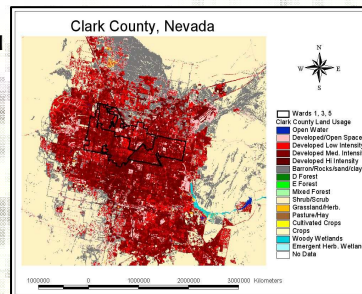 Clark County, Nevada
N
W E
S
Wards 1, 3, 5
Clark County Land Usage
Open Water
Developed/Open Space
Developed Low Intensity
Developed Med. Intensi
Developed Hi Intensity
Barron/Rocks/sand/clay
D Forest
E Forest
Mixed Forest
Shrub/Scrub
Grassland/Herb.
Pasture/Hay
Cultivated Crops
Crops
Woody Wetlands
Emergent Herb. Wetlan
No Data
1000000 0 1000000 2000000 3000000 Kilometers